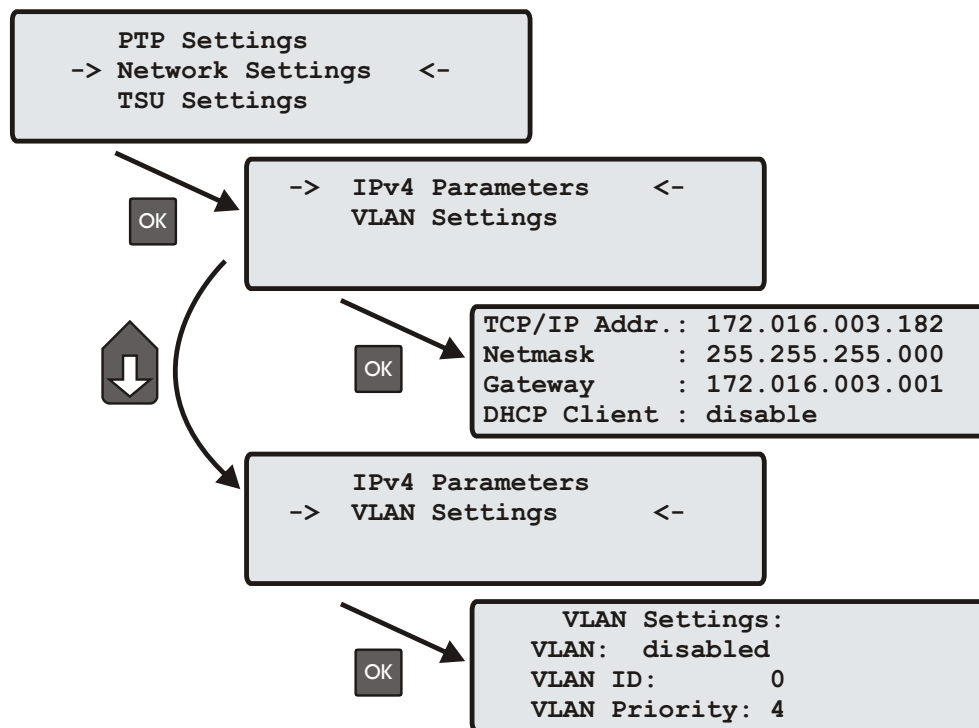 PTP Settings
-> Network Settings <-
TSU Settings
OK
-> IPv4 Parameters <-
VLAN Settings
OK
TCP/IP Addr.: 172.016.003.182
Netmask : 255.255.255.000
Gateway : 172.016.003.001
DHCP Client : disable
IPv4 Parameters
-> VLAN Settings <-
OK
VLAN Settings:
VLAN: disabled
VLAN ID: 0
VLAN Priority: 4